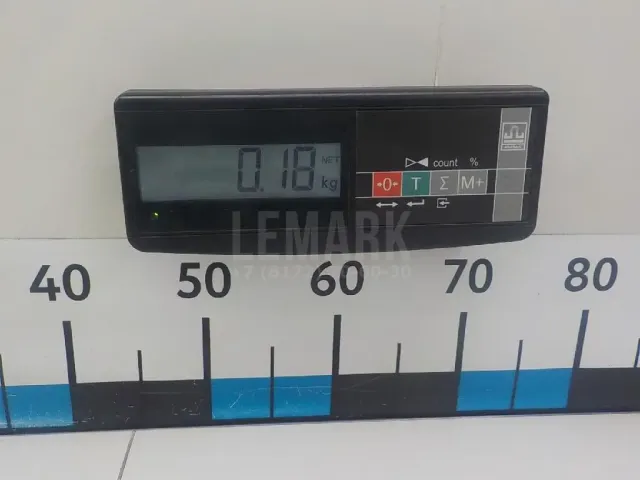 0.18 NET kg
count %
→0← T Σ M+
LEMARK
40 50 60 70 80